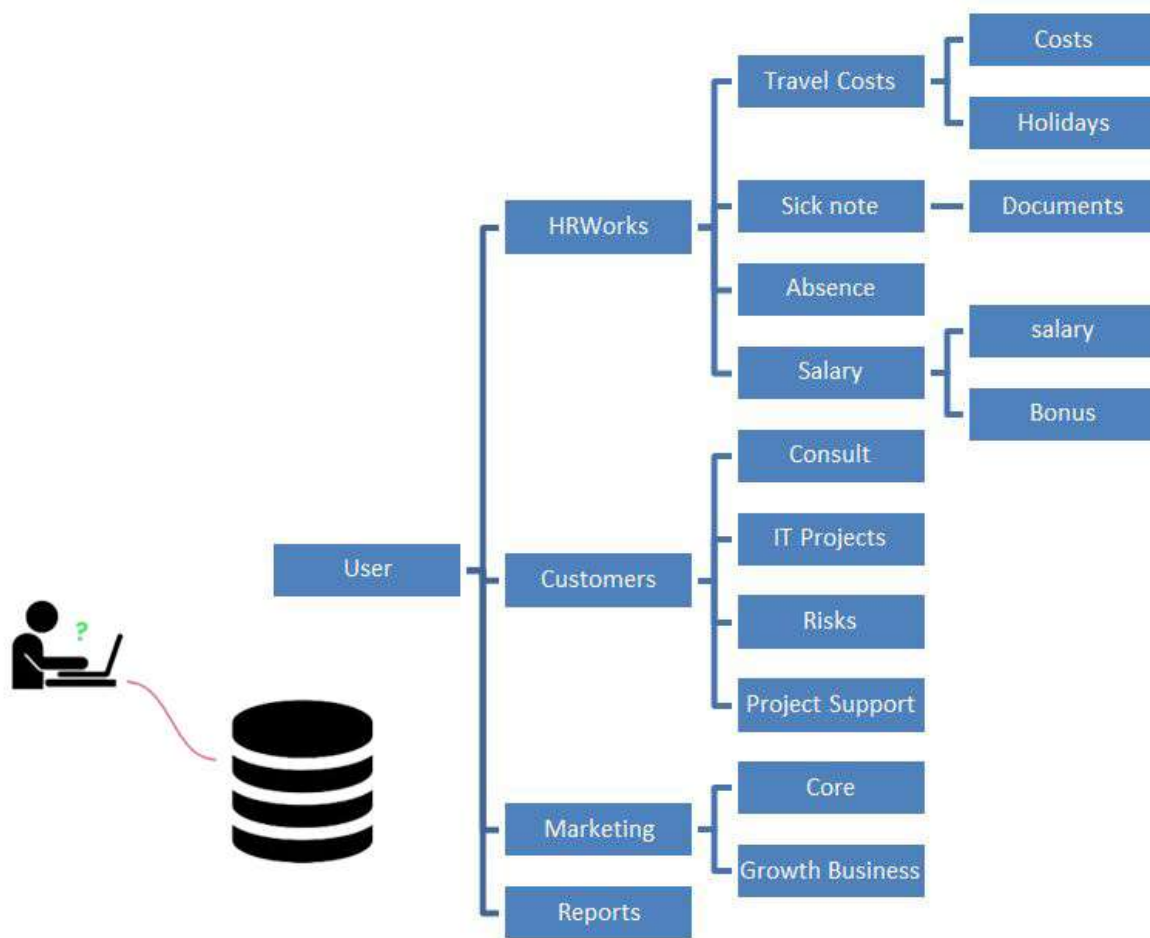 Costs
Travel Costs
Holidays
Sick note
Documents
HRWorks
Absence
salary
Salary
Bonus
Consult
IT Projects
User
Customers
Risks
?
Project Support
Core
Marketing
Growth Business
Reports